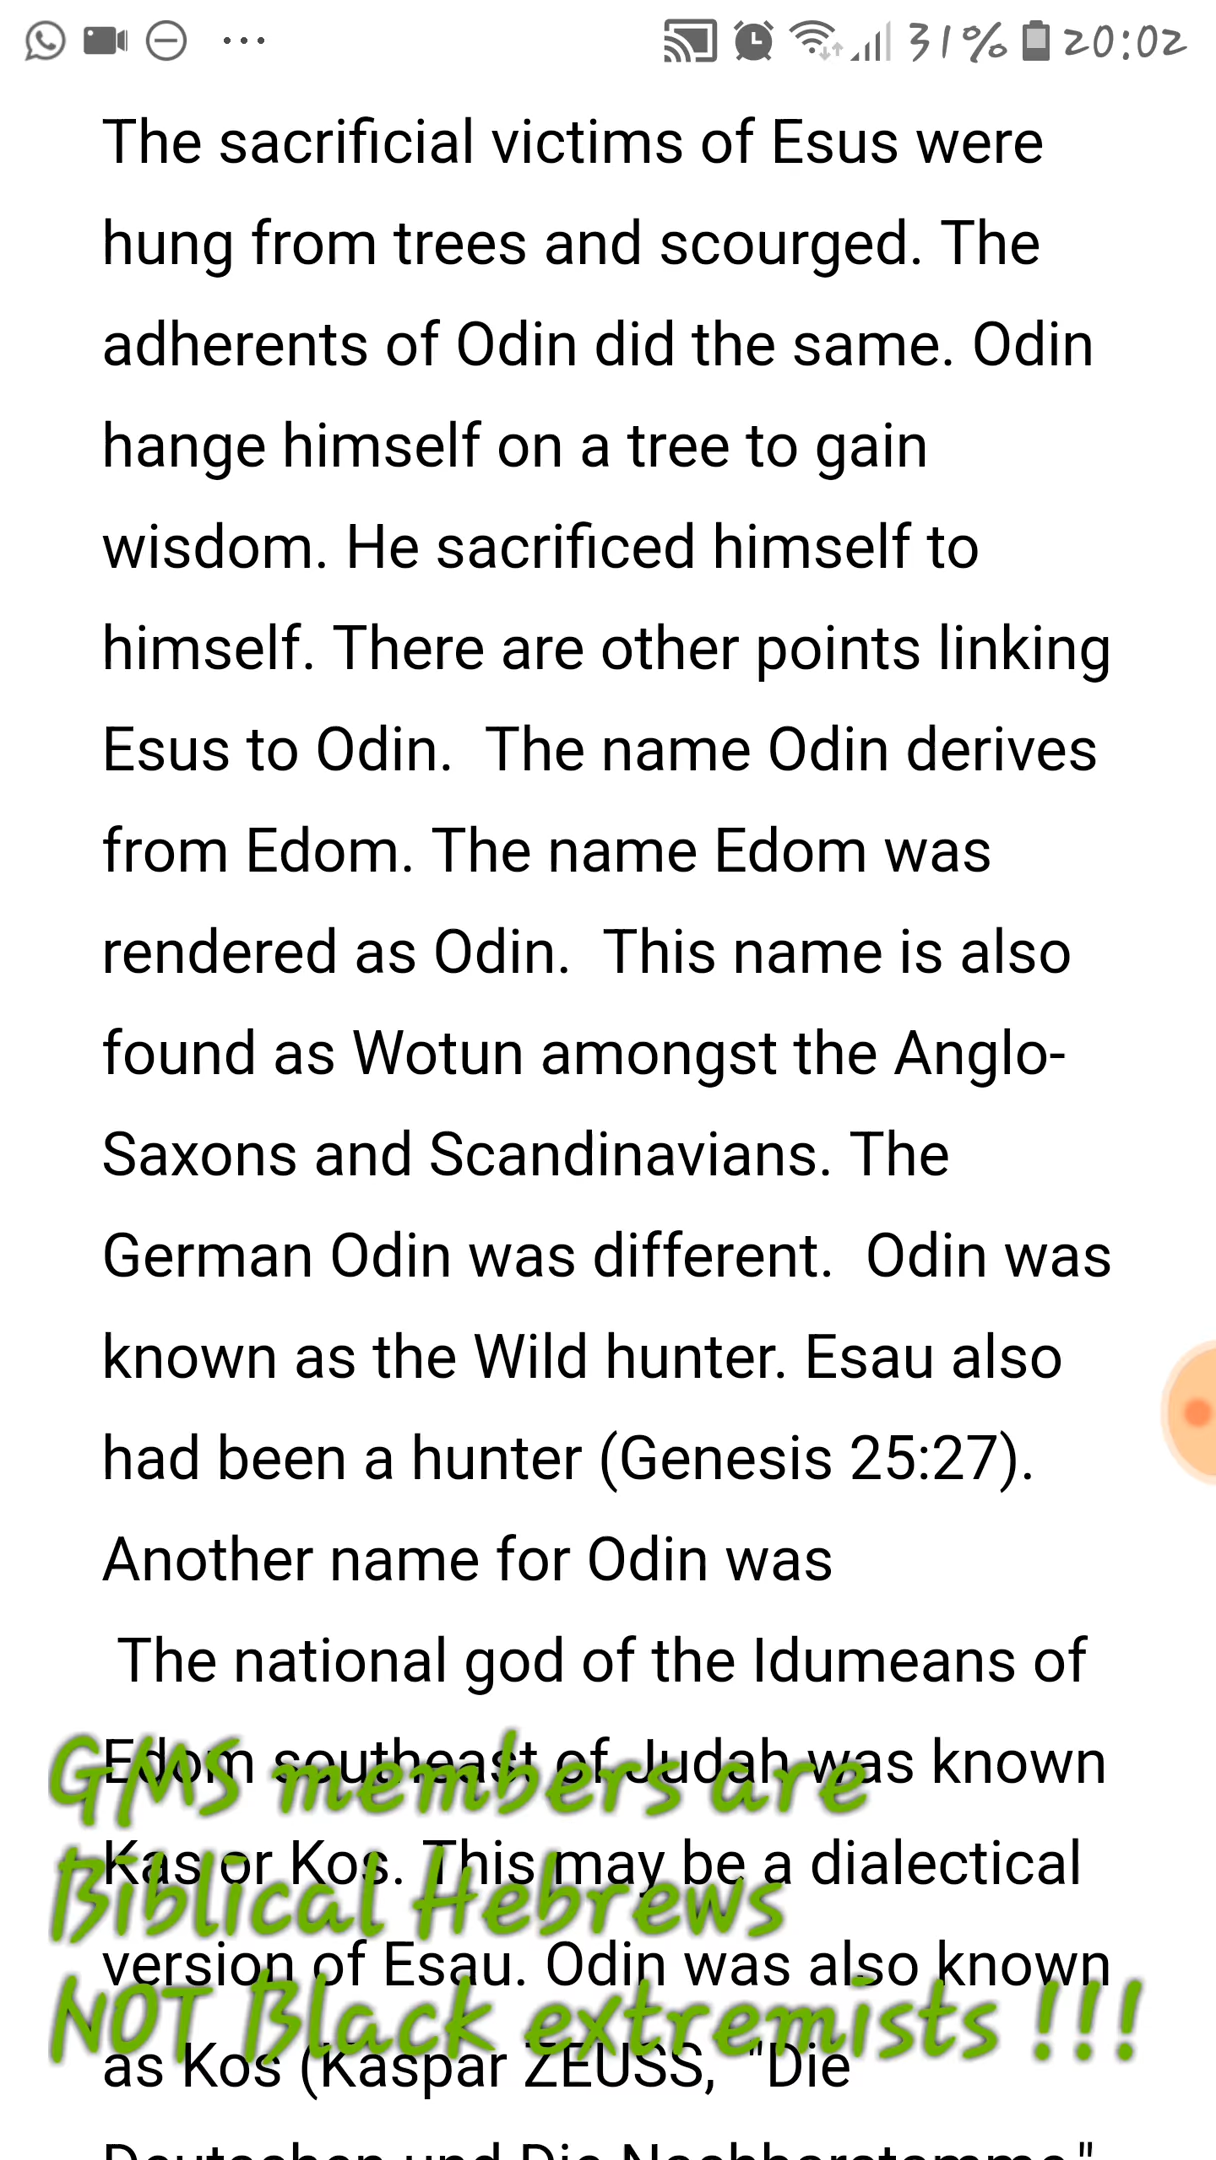 31% 20:02
The sacrificial victims of Esus were
hung from trees and scourged. The
adherents of Odin did the same. Odin
hange himself on a tree to gain
wisdom. He sacrificed himself to
himself. There are other points linking
Esus to Odin.  The name Odin derives
from Edom. The name Edom was
rendered as Odin.  This name is also
found as Wotun amongst the Anglo-
Saxons and Scandinavians. The
German Odin was different.  Odin was
known as the Wild hunter. Esau also
had been a hunter (Genesis 25:27).
Another name for Odin was
The national god of the Idumeans of
Edom southeast of Judah was known
GMS members are
Kas or Kos. This may be a dialectical
Biblical Hebrews
version of Esau. Odin was also known
NOT Black extremists !!!
as Kos (Kaspar ZEUSS,  "Die
Deutschen und Die Nachbarstamme"